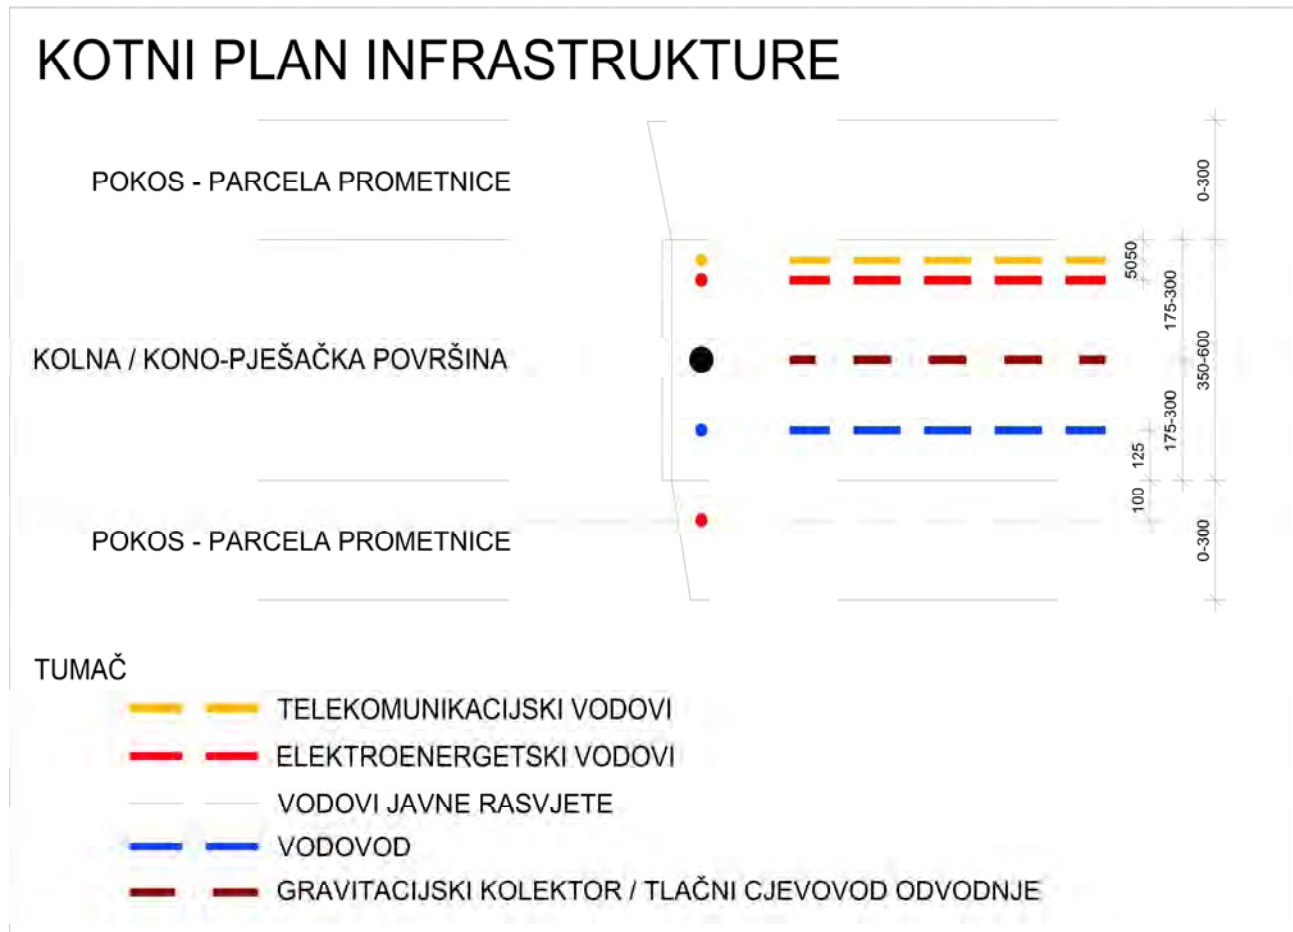 KOTNI PLAN INFRASTRUKTURE
POKOS - PARCELA PROMETNICE
0-300
5050
175-300
KOLNA / KONO-PJEŠAČKA POVRŠINA
350-600
175-300
125
100
POKOS - PARCELA PROMETNICE
0-300
TUMAČ
TELEKOMUNIKACIJSKI VODOVI
ELEKTROENERGETSKI VODOVI
VODOVI JAVNE RASVJETE
VODOVOD
GRAVITACIJSKI KOLEKTOR / TLAČNI CJEVOVOD ODVODNJE